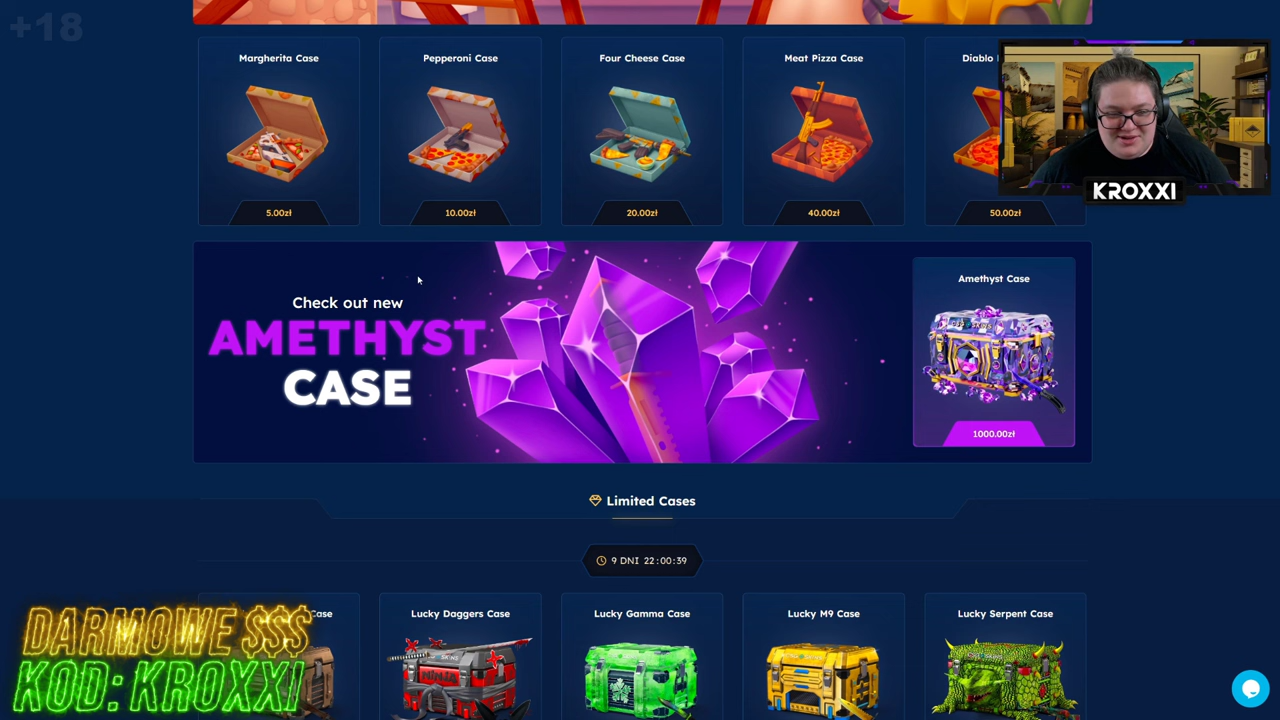 +18
Margherita Case
Pepperoni Case
Four Cheese Case
Meat Pizza Case
Diablo
5.00zł
10.00zł
20.00zł
40.00zł
50.00zł
KROXXI
Check out new
AMETHYST
CASE
Amethyst Case
1000.00zł
Limited Cases
9 DNI 22:00:39
Case
Lucky Daggers Case
Lucky Gamma Case
Lucky M9 Case
Lucky Serpent Case
NINJA
DARMOWE $$$
KOD: KROXXI